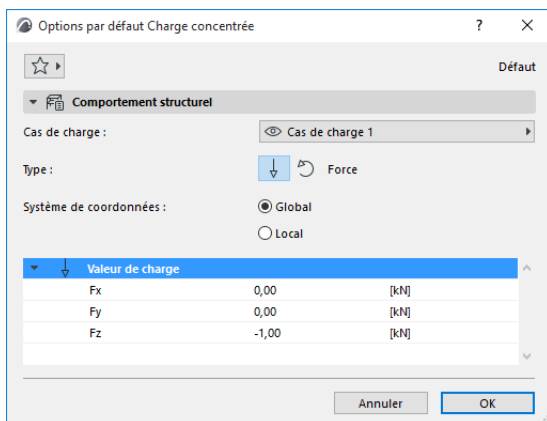 Options par défaut Charge concentrée ?
Défaut
Comportement structurel
Cas de charge : Cas de charge 1
Type : Force
Système de coordonnées : Global
Local
Valeur de charge
Fx 0,00 [kN]
Fy 0,00 [kN]
Fz -1,00 [kN]
Annuler OK